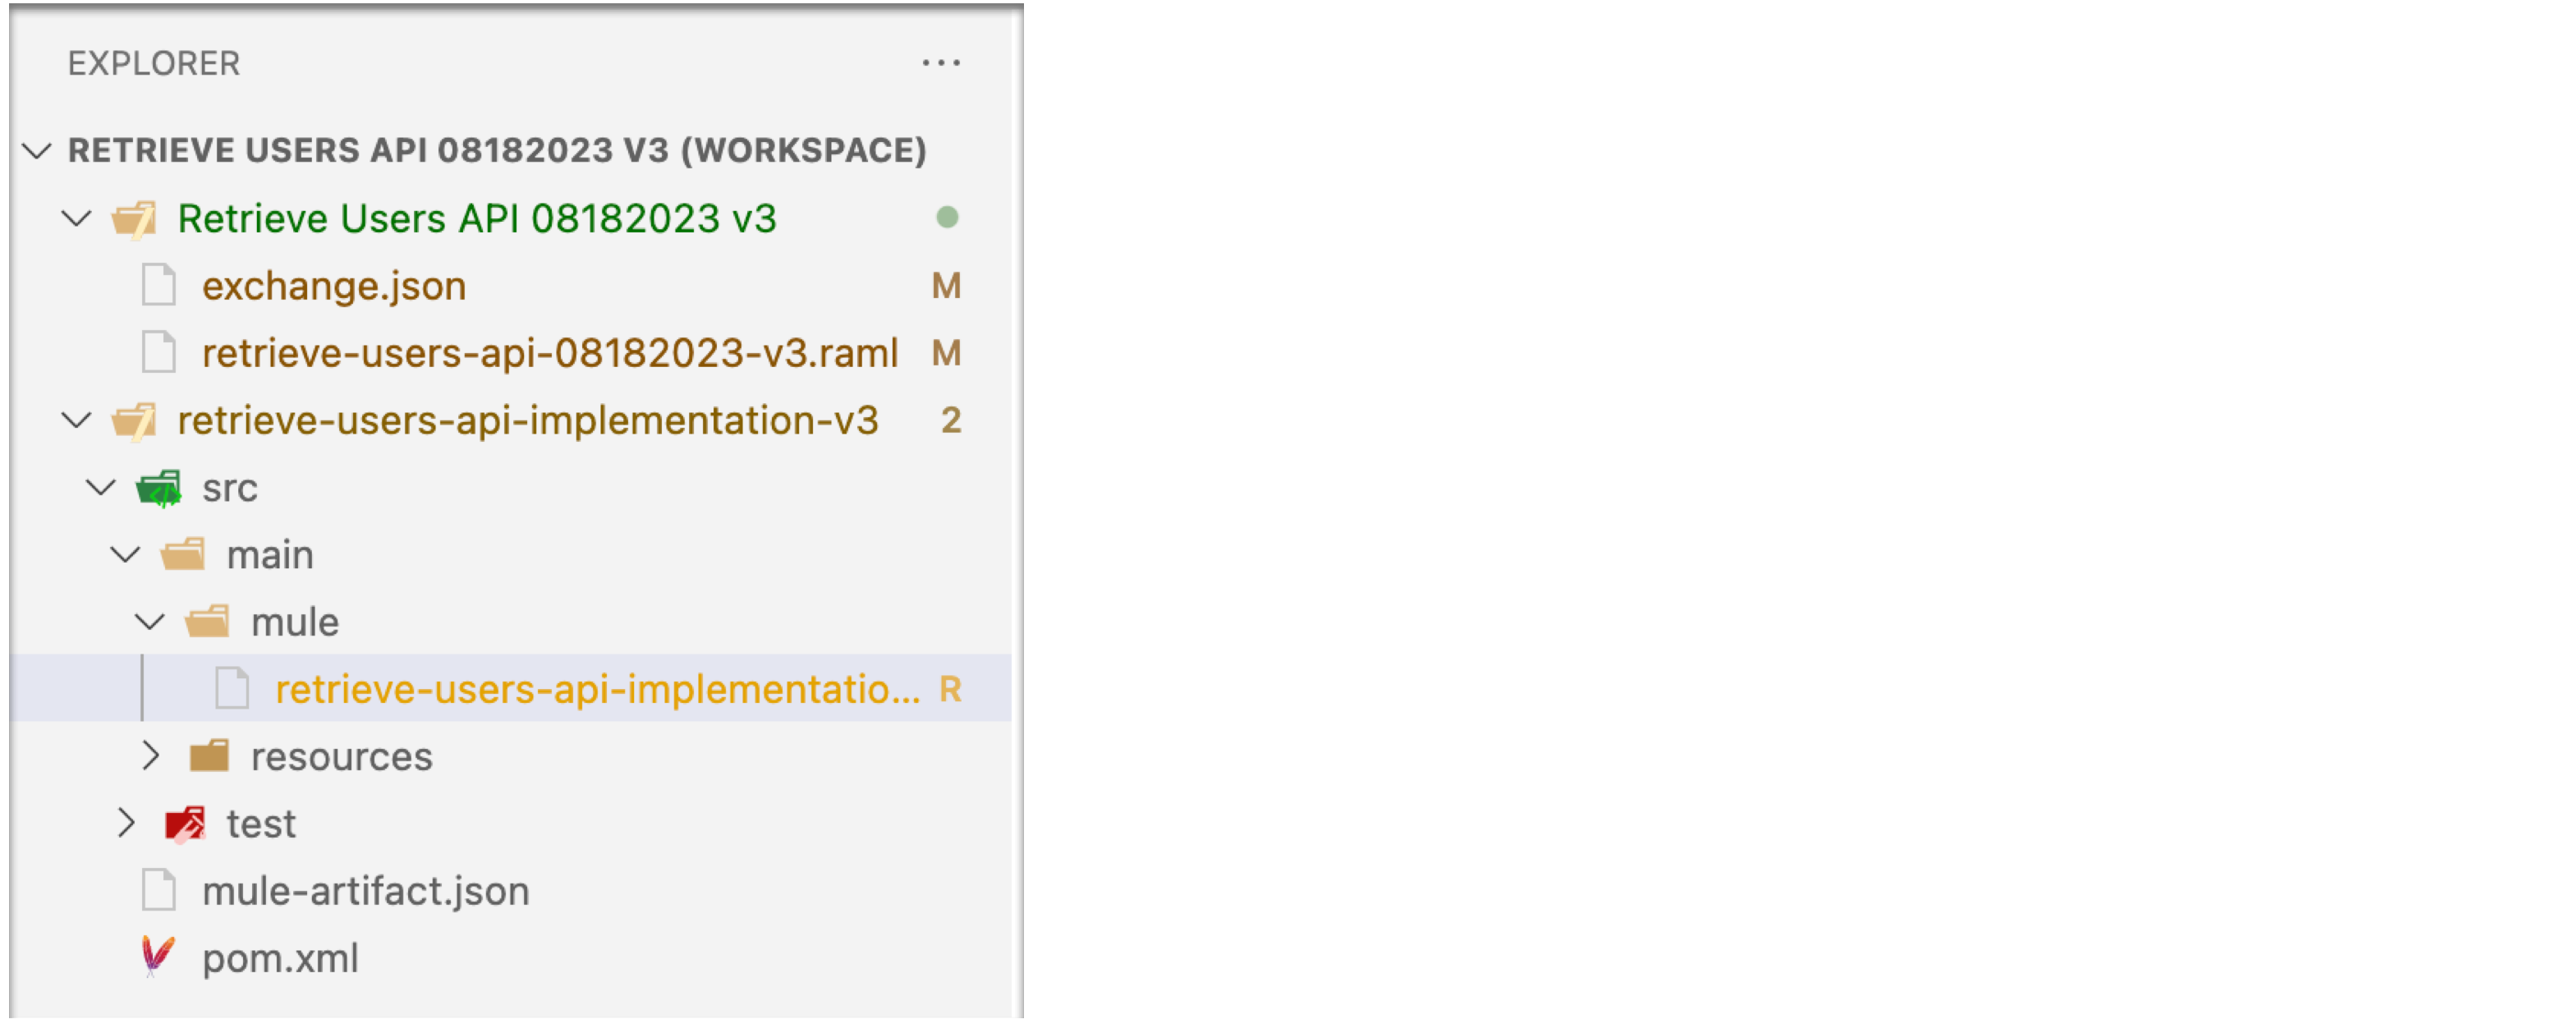 EXPLORER ...
RETRIEVE USERS API 08182023 V3 (WORKSPACE)
Retrieve Users API 08182023 v3
exchange.json M
retrieve-users-api-08182023-v3.raml M
retrieve-users-api-implementation-v3 2
src
main
mule
retrieve-users-api-implementatio... R
resources
test
mule-artifact.json
pom.xml